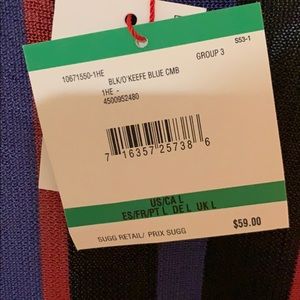 10671550-1HE
S53-1
GROUP 3
BLK/O'KEEFE BLUE CMB
1HE -
4500952480
7 16357 25738 6
US/CA L
ES/FR/PT L DE L UK L
$59.00
SUGG RETAIL/ PRIX SUGG